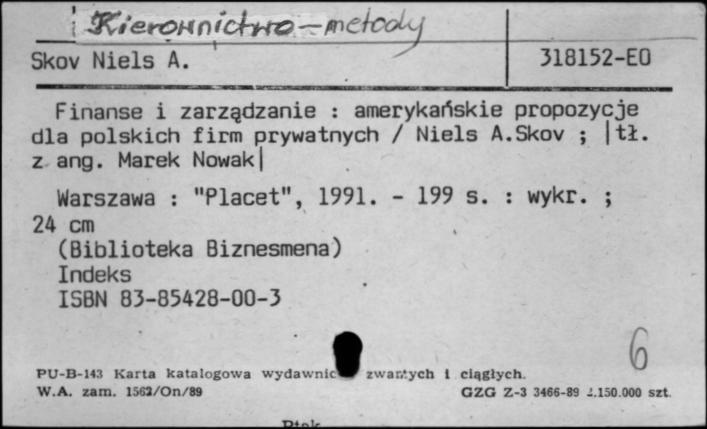 Kierownictwo – metody
Skov Niels A.
318152-EO
Finanse i zarządzanie : amerykańskie propozycje
dla polskich firm prywatnych / Niels A.Skov ; |tł.
z ang. Marek Nowak|
Warszawa : "Placet", 1991. - 199 s. : wykr. ;
24 cm
(Biblioteka Biznesmena)
Indeks
ISBN 83-85428-00-3
6
PU-B-143 Karta katalogowa wydawnic zwartych i ciągłych.
W.A. zam. 1562/On/89
GZG Z-3 3466-89 .150.000 szt.